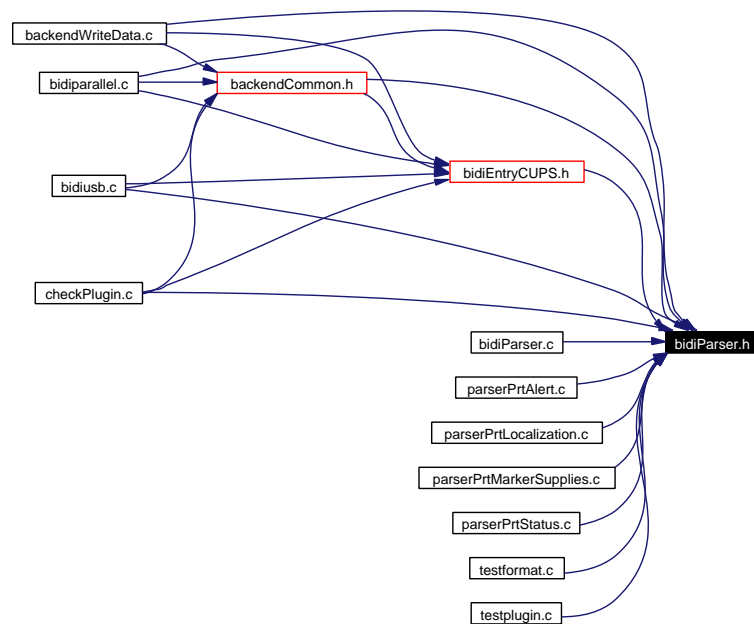 backendWriteData.c
bidiparallel.c
backendCommon.h
bidiEntryCUPS.h
bidiusb.c
checkPlugin.c
bidiParser.c
bidiParser.h
parserPrtAlert.c
parserPrtLocalization.c
parserPrtMarkerSupplies.c
parserPrtStatus.c
testformat.c
testplugin.c